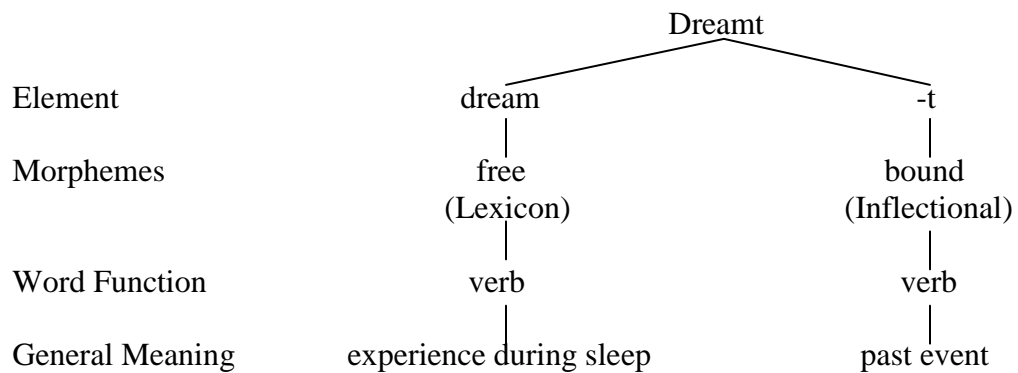 Dreamt
Element dream -t
Morphemes free bound
(Lexicon) (Inflectional)
Word Function verb verb
General Meaning experience during sleep past event